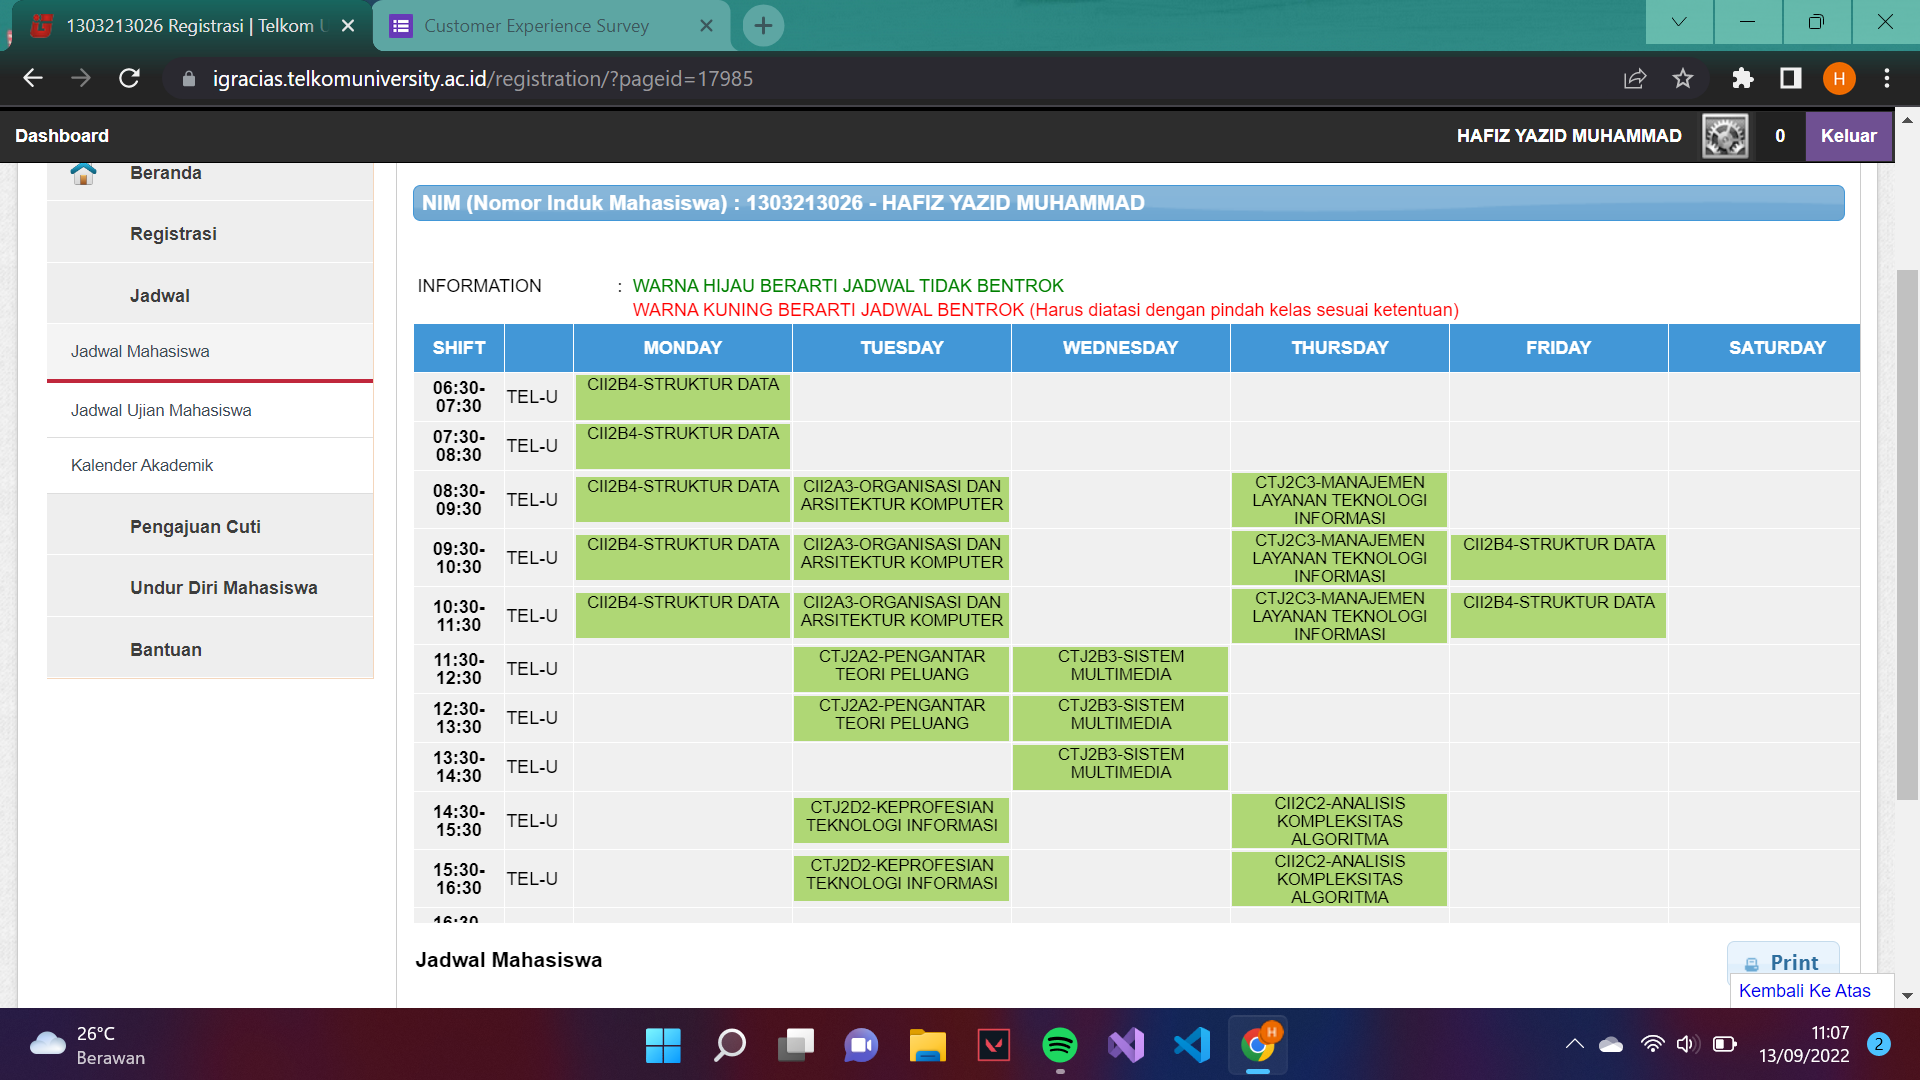 1303213026 Registrasi | Telkom U
Customer Experience Survey
igracias.telkomuniversity.ac.id/registration/?pageid=17985
H
Dashboard
HAFIZ YAZID MUHAMMAD
0
Keluar
Beranda
Registrasi
Jadwal
Jadwal Mahasiswa
Jadwal Ujian Mahasiswa
Kalender Akademik
Pengajuan Cuti
Undur Diri Mahasiswa
Bantuan
NIM (Nomor Induk Mahasiswa) : 1303213026 - HAFIZ YAZID MUHAMMAD
INFORMATION : WARNA HIJAU BERARTI JADWAL TIDAK BENTROK
WARNA KUNING BERARTI JADWAL BENTROK (Harus diatasi dengan pindah kelas sesuai ketentuan)
SHIFT MONDAY TUESDAY WEDNESDAY THURSDAY FRIDAY SATURDAY
06:30-
07:30
TEL-U
CII2B4-STRUKTUR DATA
07:30-
08:30
TEL-U
CII2B4-STRUKTUR DATA
08:30-
09:30
TEL-U
CII2B4-STRUKTUR DATA
CII2A3-ORGANISASI DAN
ARSITEKTUR KOMPUTER
CTJ2C3-MANAJEMEN
LAYANAN TEKNOLOGI
INFORMASI
09:30-
10:30
TEL-U
CII2B4-STRUKTUR DATA
CII2A3-ORGANISASI DAN
ARSITEKTUR KOMPUTER
CTJ2C3-MANAJEMEN
LAYANAN TEKNOLOGI
INFORMASI
CII2B4-STRUKTUR DATA
10:30-
11:30
TEL-U
CII2B4-STRUKTUR DATA
CII2A3-ORGANISASI DAN
ARSITEKTUR KOMPUTER
CTJ2C3-MANAJEMEN
LAYANAN TEKNOLOGI
INFORMASI
CII2B4-STRUKTUR DATA
11:30-
12:30
TEL-U
CTJ2A2-PENGANTAR
TEORI PELUANG
CTJ2B3-SISTEM
MULTIMEDIA
12:30-
13:30
TEL-U
CTJ2A2-PENGANTAR
TEORI PELUANG
CTJ2B3-SISTEM
MULTIMEDIA
13:30-
14:30
TEL-U
CTJ2B3-SISTEM
MULTIMEDIA
14:30-
15:30
TEL-U
CTJ2D2-KEPROFESIAN
TEKNOLOGI INFORMASI
CII2C2-ANALISIS
KOMPLEKSITAS
ALGORITMA
15:30-
16:30
TEL-U
CTJ2D2-KEPROFESIAN
TEKNOLOGI INFORMASI
CII2C2-ANALISIS
KOMPLEKSITAS
ALGORITMA
16:30
Jadwal Mahasiswa
Print
Kembali Ke Atas
26°C
Berawan
H
11:07
13/09/2022
2